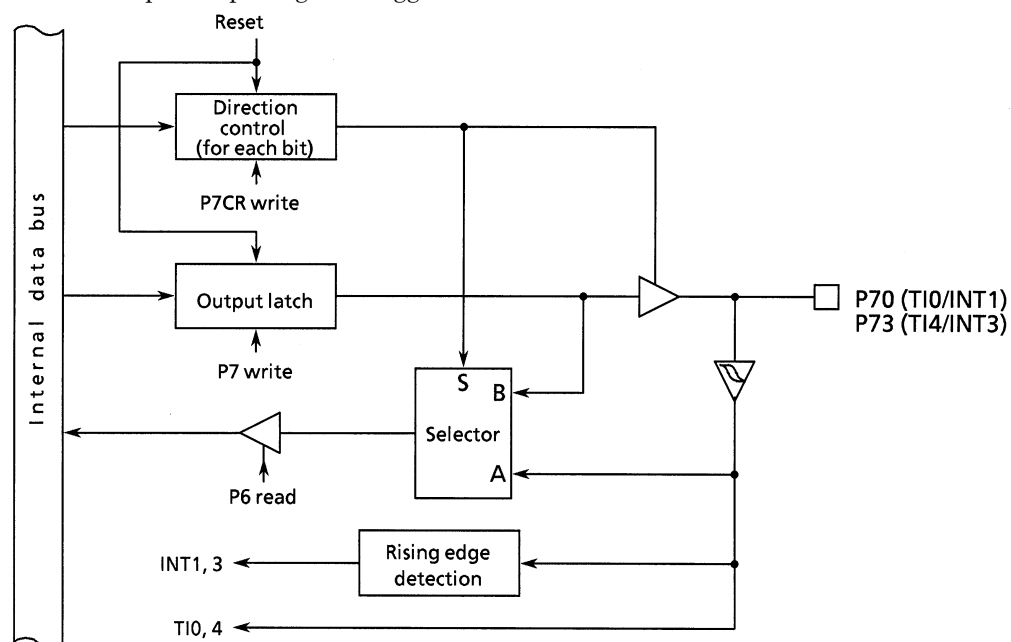 Reset
Direction
control
(for each bit)
P7CR write
Internal data bus
Output latch
P70 (TI0/INT1)
P73 (TI4/INT3)
P7 write
S
B
Selector
A
P6 read
Rising edge
detection
INT1, 3
TI0, 4